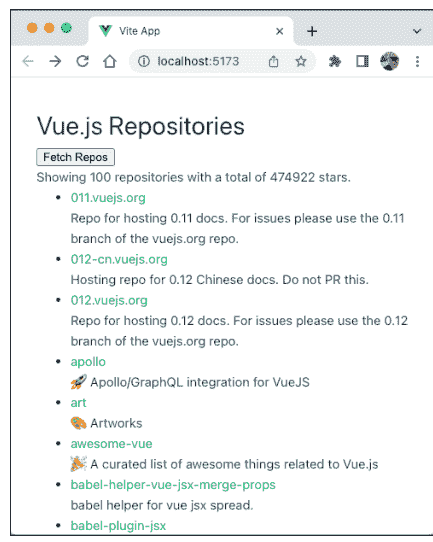 Vite App
localhost:5173
Vue.js Repositories
Fetch Repos
Showing 100 repositories with a total of 474922 stars.
011.vuejs.org
Repo for hosting 0.11 docs. For issues please use the 0.11
branch of the vuejs.org repo.
012-cn.vuejs.org
Hosting repo for 0.12 Chinese docs. Do not PR this.
012.vuejs.org
Repo for hosting 0.12 docs. For issues please use the 0.12
branch of the vuejs.org repo.
apollo
🚀 Apollo/GraphQL integration for VueJS
art
🎨 Artworks
awesome-vue
🎉 A curated list of awesome things related to Vue.js
babel-helper-vue-jsx-merge-props
babel helper for vue jsx spread.
babel-plugin-jsx